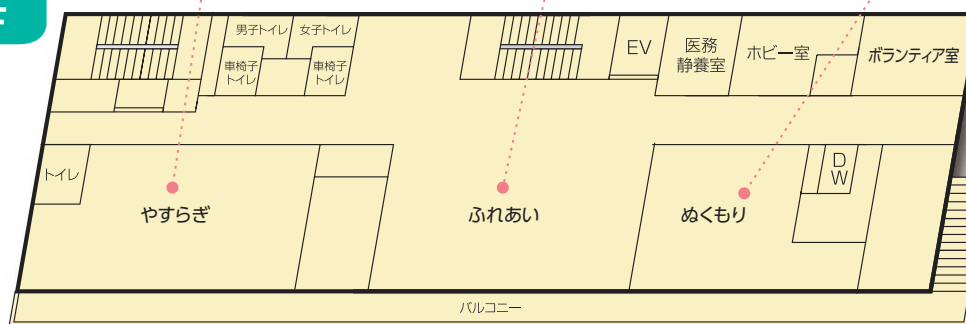 F
男子トイレ
女子トイレ
車椅子
トイレ
車椅子
トイレ
EV
医務
静養室
ホビー室
ボランティア室
トイレ
D
W
やすらぎ
ふれあい
ぬくもり
バルコニー